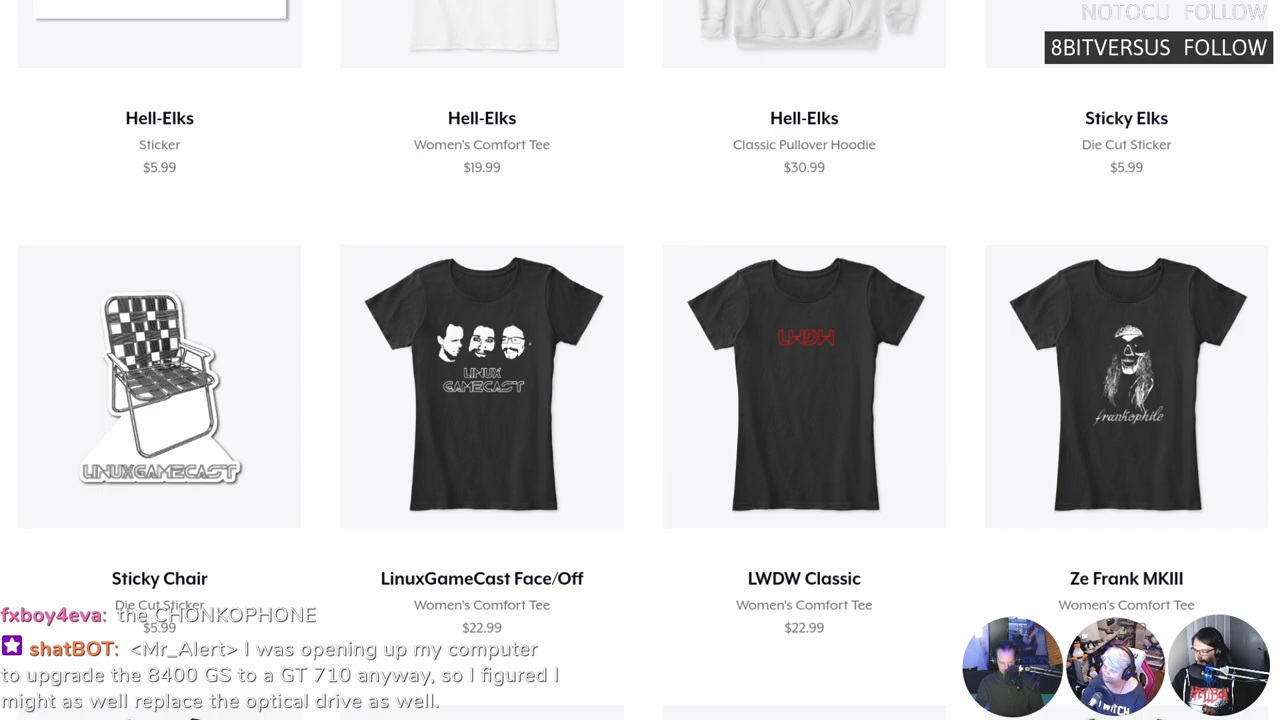 NOTOCU FOLLOW
8BITVERSUS FOLLOW
Hell-Elks
Sticker
$5.99
Hell-Elks
Women's Comfort Tee
$19.99
Hell-Elks
Classic Pullover Hoodie
$30.99
Sticky Elks
Die Cut Sticker
$5.99
LINUXGAMECAST
LINUX
GAMECAST
LWDW
frankophile
Sticky Chair
Die Cut Sticker
$5.99
LinuxGameCast Face/Off
Women's Comfort Tee
$22.99
LWDW Classic
Women's Comfort Tee
$22.99
Ze Frank MKIII
Women's Comfort Tee
fxboy4eva: the CHONKOPHONE
shatBOT: <Mr_Alert> I was opening up my computer
to upgrade the 8400 GS to a GT 710 anyway, so I figured I
might as well replace the optical drive as well.